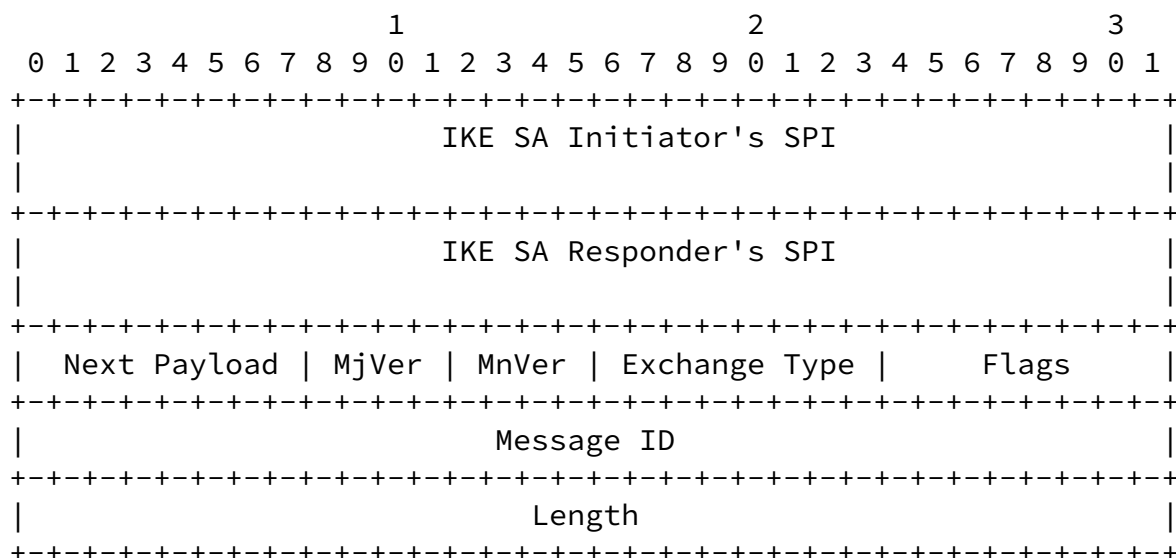 1                   2                   3
 0 1 2 3 4 5 6 7 8 9 0 1 2 3 4 5 6 7 8 9 0 1 2 3 4 5 6 7 8 9 0 1
+-+-+-+-+-+-+-+-+-+-+-+-+-+-+-+-+-+-+-+-+-+-+-+-+-+-+-+-+-+-+-+-+
|                       IKE SA Initiator's SPI                  |
|                                                               |
+-+-+-+-+-+-+-+-+-+-+-+-+-+-+-+-+-+-+-+-+-+-+-+-+-+-+-+-+-+-+-+-+
|                       IKE SA Responder's SPI                  |
|                                                               |
+-+-+-+-+-+-+-+-+-+-+-+-+-+-+-+-+-+-+-+-+-+-+-+-+-+-+-+-+-+-+-+-+
|  Next Payload | MjVer | MnVer | Exchange Type |     Flags     |
+-+-+-+-+-+-+-+-+-+-+-+-+-+-+-+-+-+-+-+-+-+-+-+-+-+-+-+-+-+-+-+-+
|                          Message ID                           |
+-+-+-+-+-+-+-+-+-+-+-+-+-+-+-+-+-+-+-+-+-+-+-+-+-+-+-+-+-+-+-+-+
|                            Length                             |
+-+-+-+-+-+-+-+-+-+-+-+-+-+-+-+-+-+-+-+-+-+-+-+-+-+-+-+-+-+-+-+-+